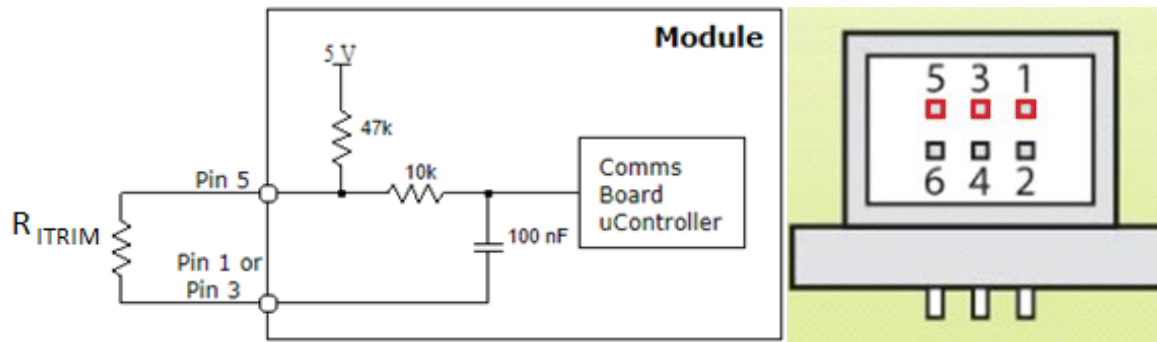 Module
5 V
47k
10k
Pin 5
Comms
Board
uController
R ITRIM
100 nF
Pin 1 or
Pin 3
5 3 1
6 4 2